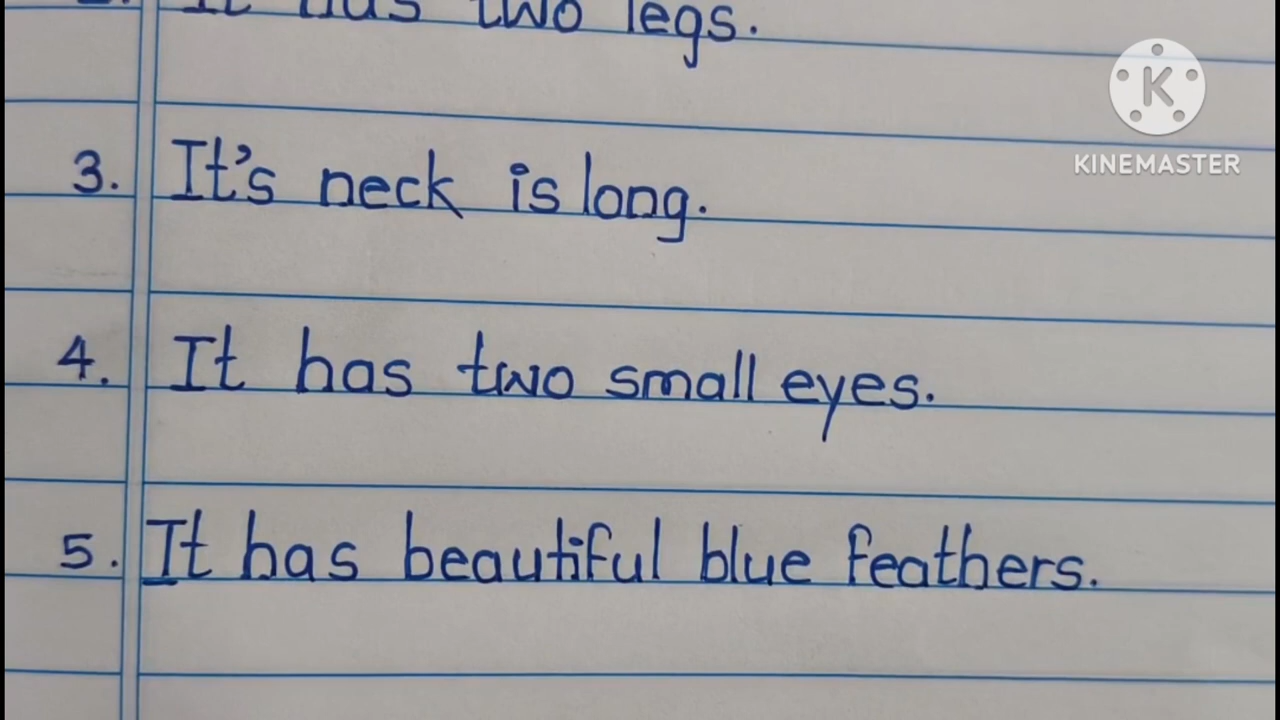 2. It has two legs.
3. It's neck is long.
4. It has two small eyes.
5. It has beautiful blue feathers.
KINEMASTER